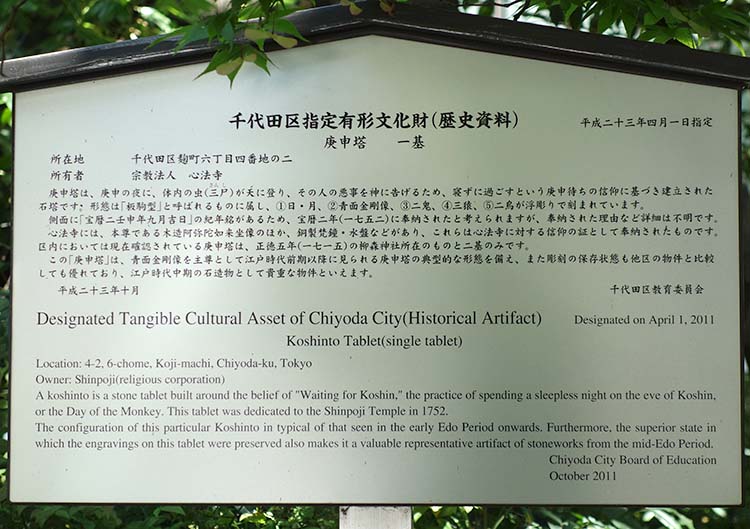 千代田区指定有形文化財(歴史資料)
平成二十三年四月一日指定
庚申塔 一基
所在地 千代田区麹町六丁目四番地の二
所有者 宗教法人 心法寺
庚申塔は、庚申の夜に、体内の虫(三尸)が天に登り、その人の悪事を神に告げるため、寝ずに過ごすという庚申待ちの信仰に基づき建立された
石塔です。形態は「板駒型」と呼ばれるものに属し、①日・月、②青面金剛像、③二鬼、④三猿、⑤二鳥が浮彫りで刻まれています。
側面に「宝暦二壬申年九月吉日」の紀年銘があるため、宝暦二年(一七五二)に奉納されたと考えられますが、奉納された理由など詳細は不明です。
心法寺には、本尊である木造阿弥陀如来坐像のほか、銅製梵鐘・水盤などがあり、これらは心法寺に対する信仰の証として奉納されたものです。
区内においては現在確認されている庚申塔は、正徳五年(一七一五)の柳森神社所在のものと二基のみです。
この「庚申塔」は、青面金剛像を主尊として江戸時代前期以降に見られる庚申塔の典型的な形態を備え、また彫刻の保存状態も他区の物件と比較
しても優れており、江戸時代中期の石造物として貴重な物件といえます。
平成二十三年十月
千代田区教育委員会
Designated Tangible Cultural Asset of Chiyoda City(Historical Artifact)
Designated on April 1, 2011
Koshinto Tablet(single tablet)
Location: 4-2, 6-chome, Koji-machi, Chiyoda-ku, Tokyo
Owner: Shinpoji(religious corporation)
A koshinto is a stone tablet built around the belief of "Waiting for Koshin," the practice of spending a sleepless night on the eve of Koshin,
or the Day of the Monkey. This tablet was dedicated to the Shinpoji Temple in 1752.
The configuration of this particular Koshinto in typical of that seen in the early Edo Period onwards. Furthermore, the superior state in
which the engravings on this tablet were preserved also makes it a valuable representative artifact of stoneworks from the mid-Edo Period.
Chiyoda City Board of Education
October 2011